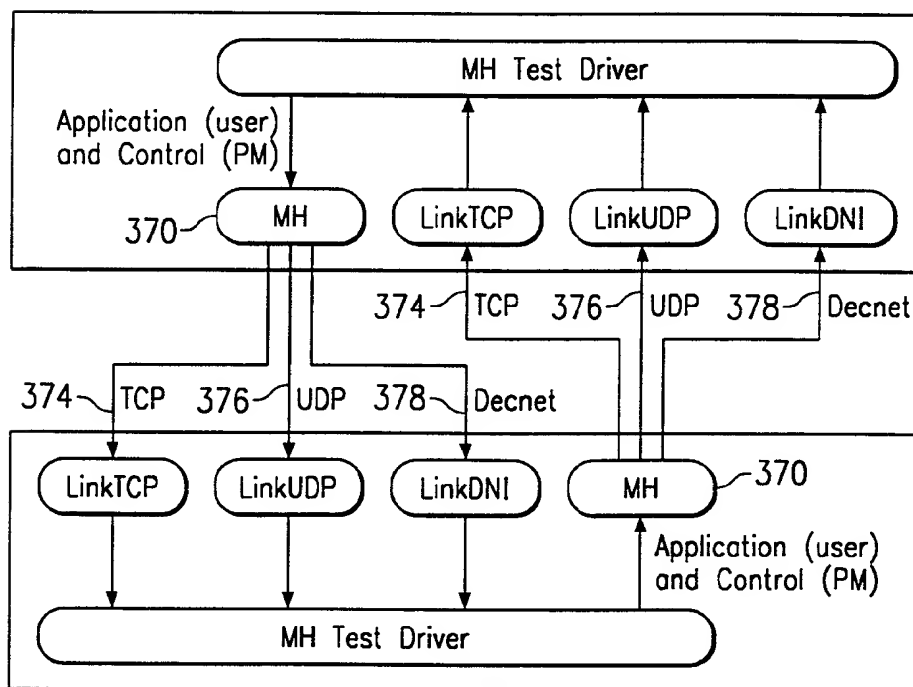 MH Test Driver
Application (user)
and Control (PM)
370
MH
LinkTCP
LinkUDP
LinkDNI
374
TCP
376
UDP
378
Decnet
374
TCP
376
UDP
378
Decnet
LinkTCP
LinkUDP
LinkDNI
MH
370
Application (user)
and Control (PM)
MH Test Driver